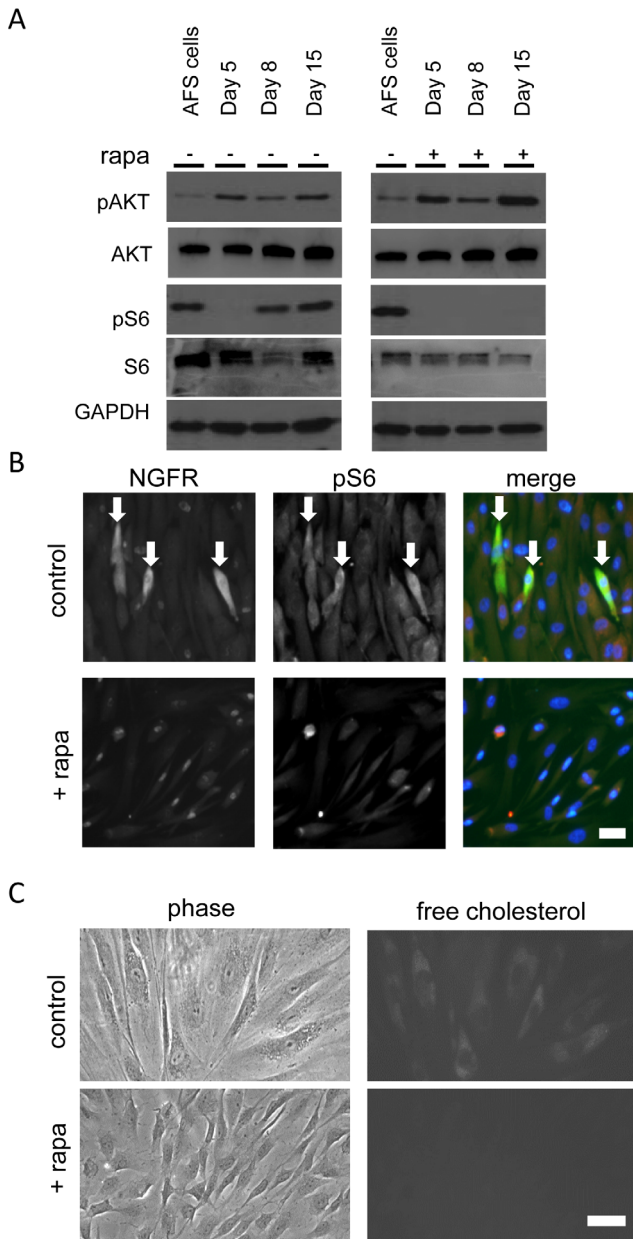 A
AFS cells Day 5 Day 8 Day 15 AFS cells Day 5 Day 8 Day 15
rapa - - - - - + + +
pAKT
AKT
pS6
S6
GAPDH
B
NGFR pS6 merge
control
+ rapa
C
phase free cholesterol
control
+ rapa